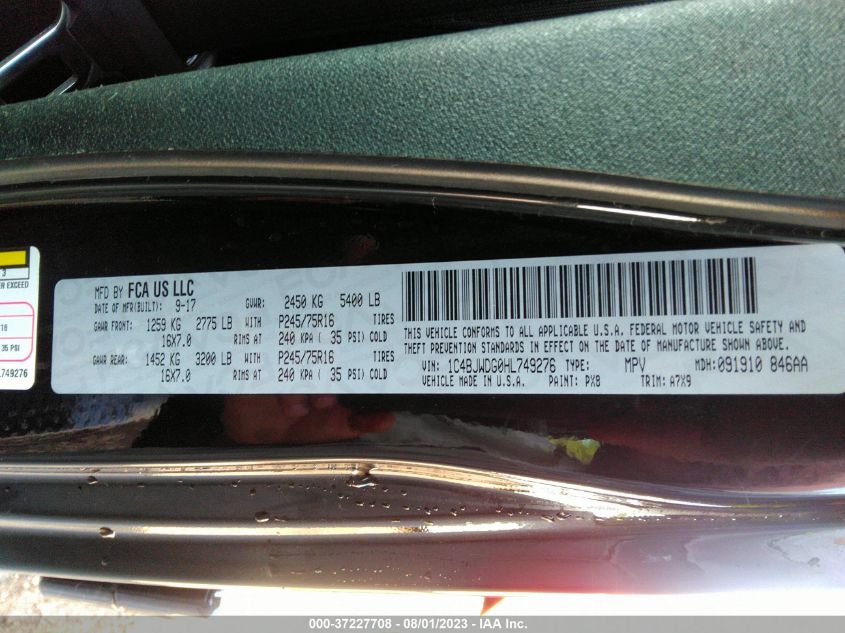 3
ER EXCEED
16
35 PSI
L749276
MFD BY FCA US LLC
DATE OF MFR(BUILT): 9-17 GVWR: 2450 KG 5400 LB
GAWR FRONT: 1259 KG 2775 LB WITH P245/75R16 TIRES
16X7.0 RIMS AT 240 KPA ( 35 PSI) COLD
GAWR REAR: 1452 KG 3200 LB WITH P245/75R16 TIRES
16X7.0 RIMS AT 240 KPA ( 35 PSI) COLD
THIS VEHICLE CONFORMS TO ALL APPLICABLE U.S.A. FEDERAL MOTOR VEHICLE SAFETY AND
THEFT PREVENTION STANDARDS IN EFFECT ON THE DATE OF MANUFACTURE SHOWN ABOVE.
VIN: 1C4BJWDG0HL749276 TYPE: MPV MDH: 091910 846AA
VEHICLE MADE IN U.S.A. PAINT: PX8 TRIM: A7X9
000-37227708 - 08/01/2023 - IAA Inc.